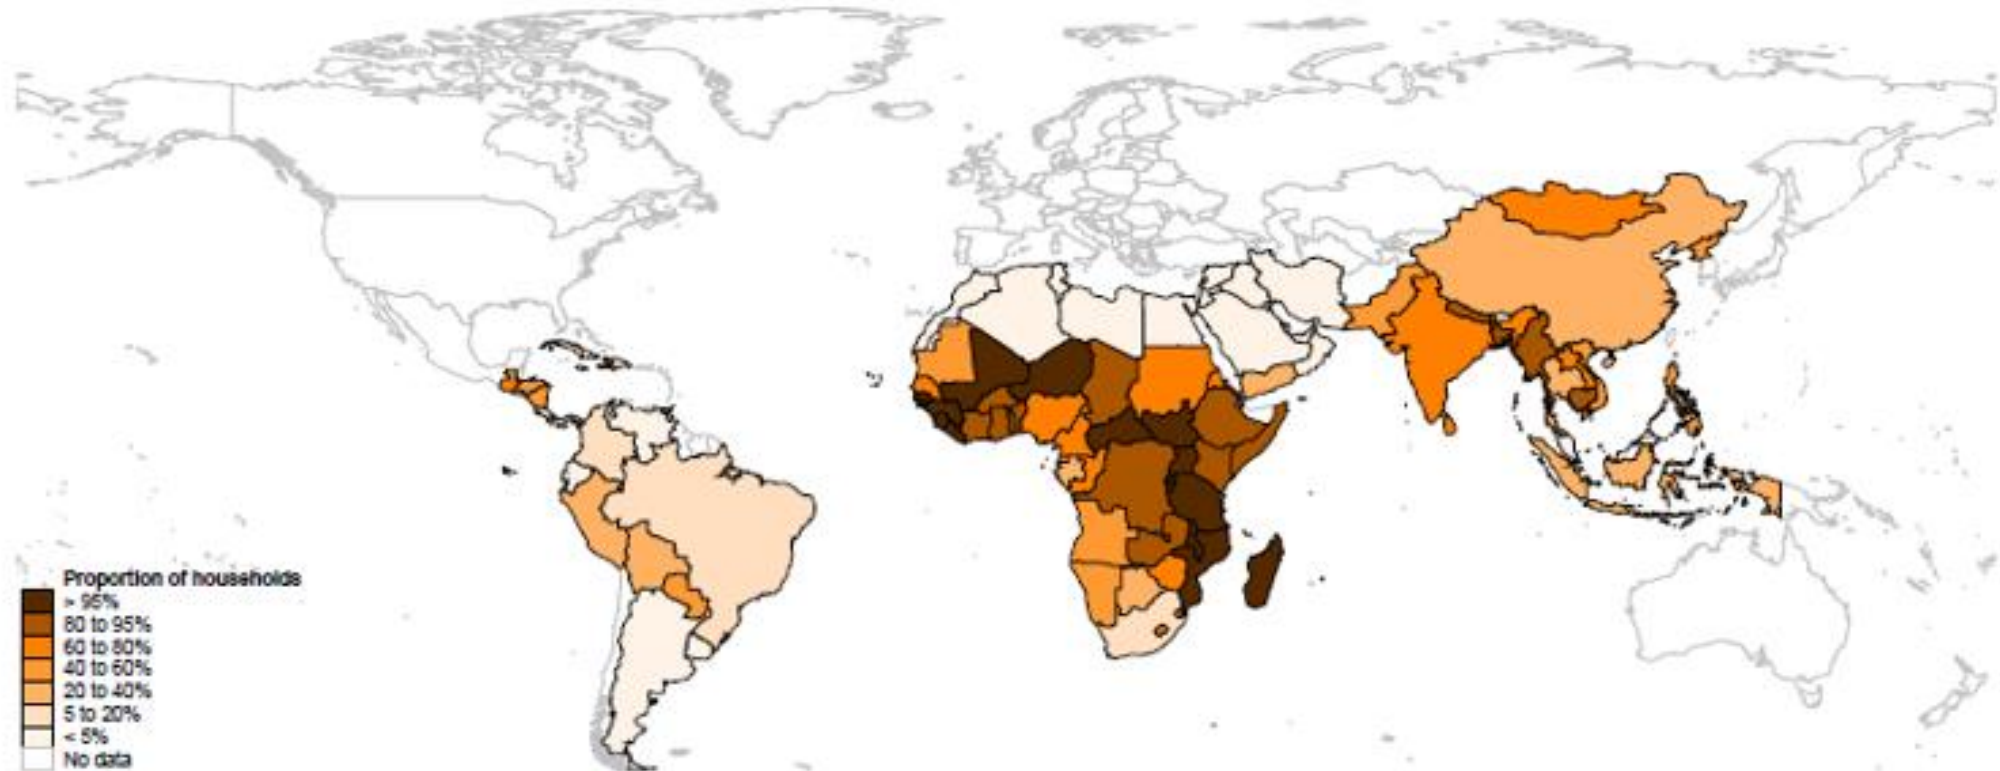 Proportion of households
> 95%
80 to 95%
60 to 80%
40 to 60%
20 to 40%
5 to 20%
< 5%
No data